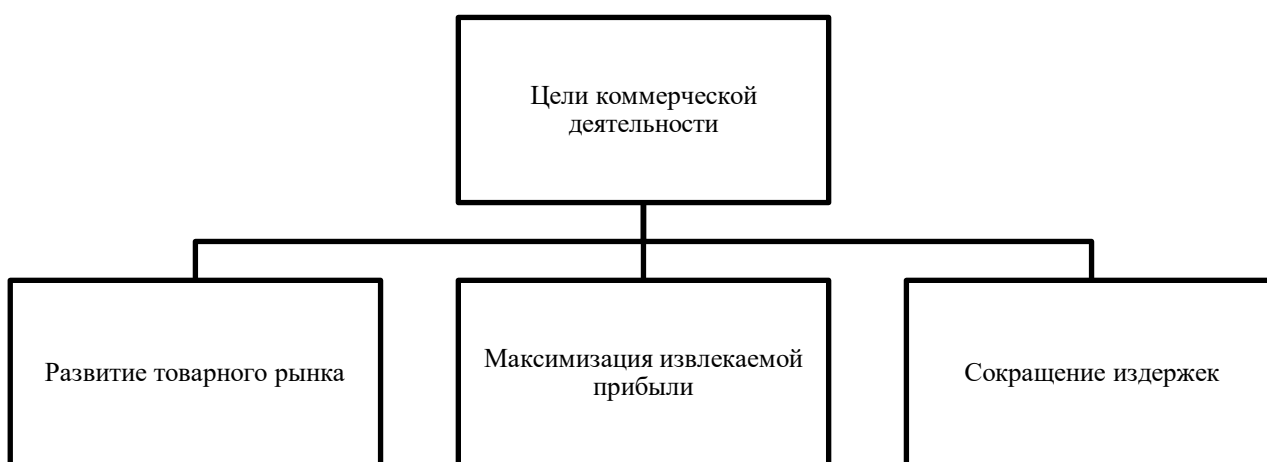 Цели коммерческой
деятельности
Развитие товарного рынка
Максимизация извлекаемой
прибыли
Сокращение издержек